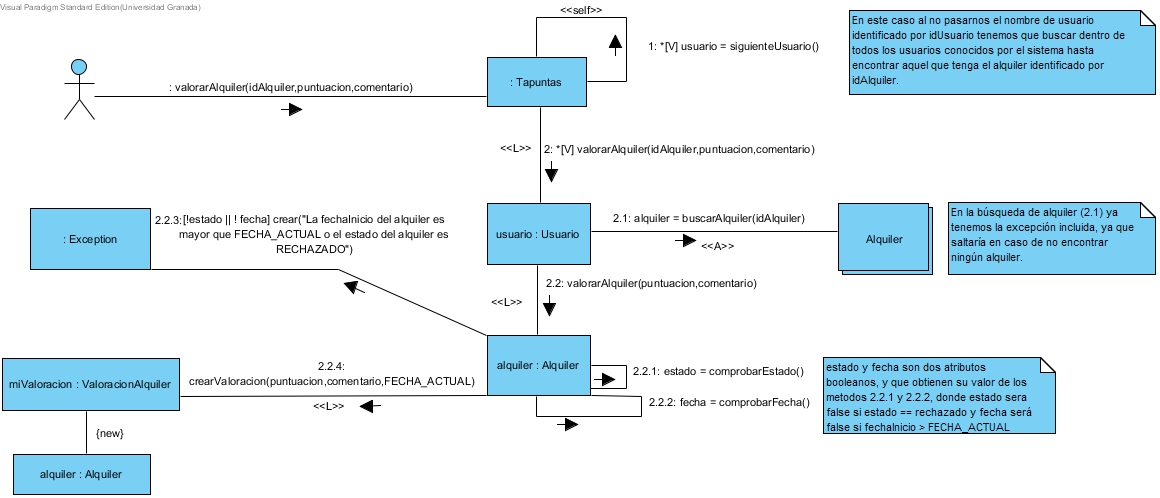 Visual Paradigm Standard Edition(Universidad Granada)
<<self>>
1: *[V] usuario = siguienteUsuario()
En este caso al no pasarnos el nombre de usuario
identificado por idUsuario tenemos que buscar dentro de
todos los usuarios conocidos por el sistema hasta
encontrar aquel que tenga el alquiler identificado por
idAlquiler.
: Tapuntas
: valorarAlquiler(idAlquiler,puntuacion,comentario)
<<L>>
2: *[V] valorarAlquiler(idAlquiler,puntuacion,comentario)
: Exception
2.2.3:[!estado || ! fecha] crear("La fechaInicio del alquiler es
mayor que FECHA_ACTUAL o el estado del alquiler es
RECHAZADO")
usuario : Usuario
2.1: alquiler = buscarAlquiler(idAlquiler)
<<A>>
Alquiler
En la búsqueda de alquiler (2.1) ya
tenemos la excepción incluida, ya que
saltaría en caso de no encontrar
ningún alquiler.
2.2: valorarAlquiler(puntuacion,comentario)
<<L>>
alquiler : Alquiler
2.2.1: estado = comprobarEstado()
2.2.2: fecha = comprobarFecha()
estado y fecha son dos atributos
booleanos, y que obtienen su valor de los
metodos 2.2.1 y 2.2.2, donde estado sera
false si estado == rechazado y fecha será
false si fechaInicio > FECHA_ACTUAL
2.2.4:
crearValoracion(puntuacion,comentario,FECHA_ACTUAL)
<<L>>
miValoracion : ValoracionAlquiler
{new}
alquiler : Alquiler